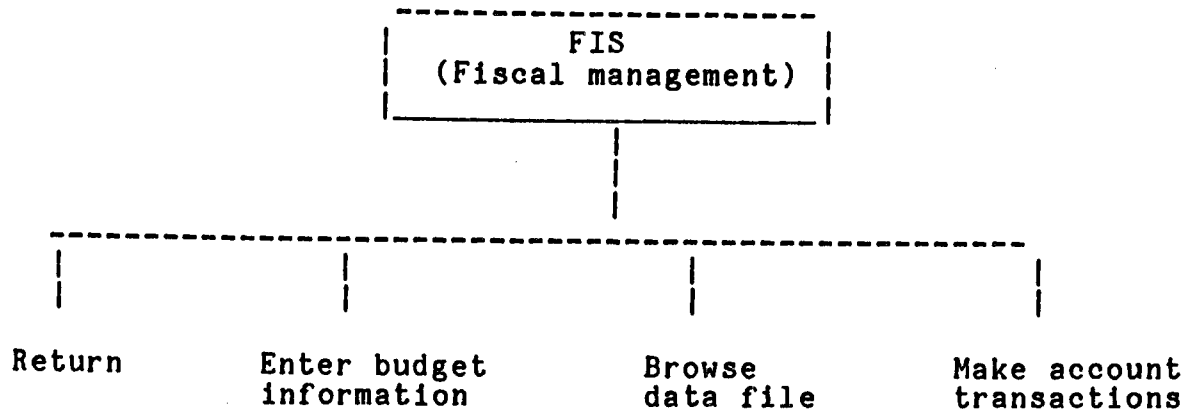 FIS
(Fiscal management)
Return
Enter budget
information
Browse
data file
Make account
transactions